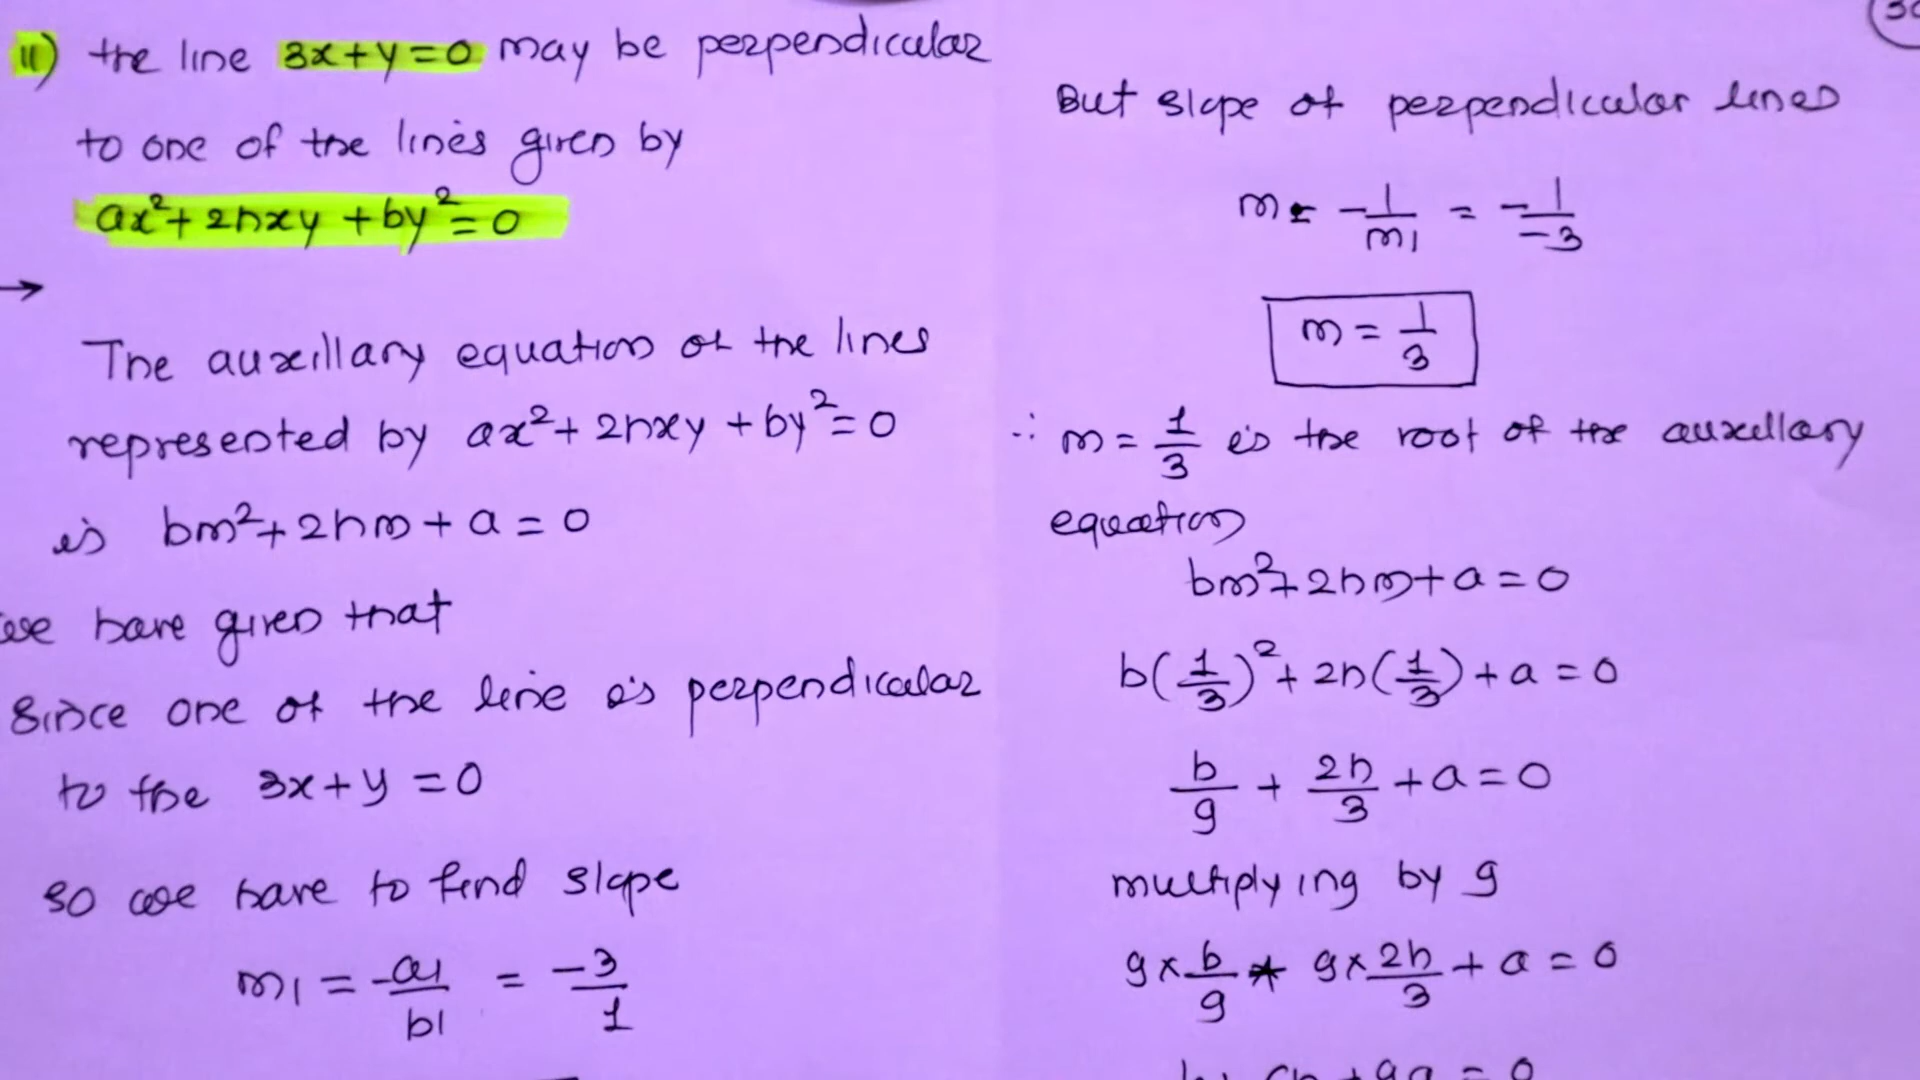 ii) the line 3x+y=0 may be perpendicular
to one of the lines given by
ax²+2hxy+by²=0
→
The auxillary equation of the lines
represented by ax²+2hxy+by²=0
is bm²+2hm+a=0
we have given that
since one of the line is perpendicular
to the 3x+y=0
so we have to find slope
m1 = -a1/b1 = -3/1
But slope of perpendicular lines
m = -1/m1 = -1/-3
m = 1/3
∴ m = 1/3 is the root of the auxillary
equation
bm²+2hm+a=0
b(1/3)²+2h(1/3)+a=0
b/9 + 2h/3 + a = 0
multiplying by 9
9×b/9 + 9×2h/3 + a = 0